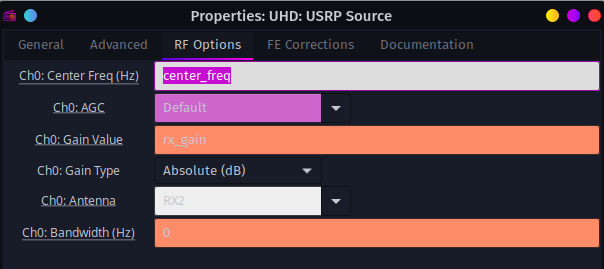 Properties: UHD: USRP Source
General Advanced RF Options FE Corrections Documentation
Ch0: Center Freq (Hz) center_freq
Ch0: AGC Default
Ch0: Gain Value rx_gain
Ch0: Gain Type Absolute (dB)
Ch0: Antenna RX2
Ch0: Bandwidth (Hz) 0